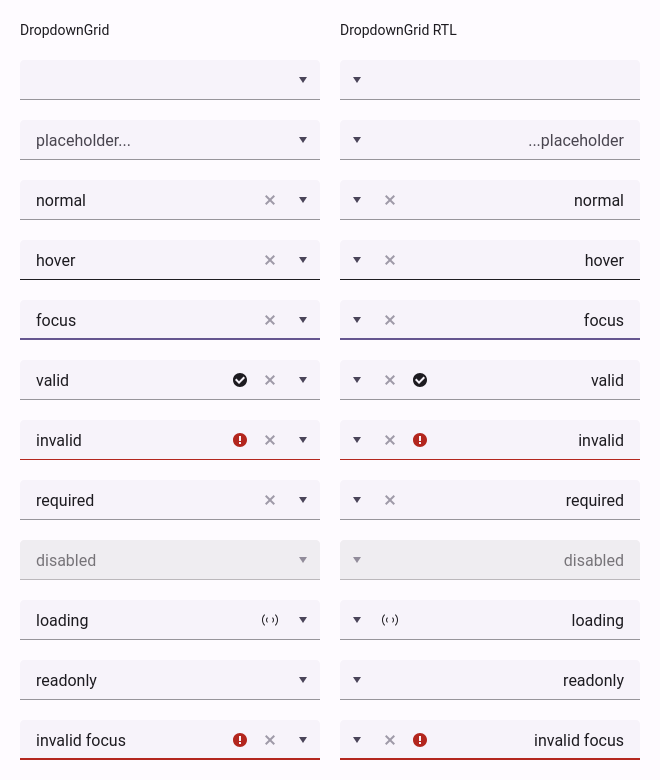 DropdownGrid DropdownGrid RTL
placeholder... ...placeholder
normal normal
hover hover
focus focus
valid valid
invalid invalid
required required
disabled disabled
loading loading
readonly readonly
invalid focus invalid focus